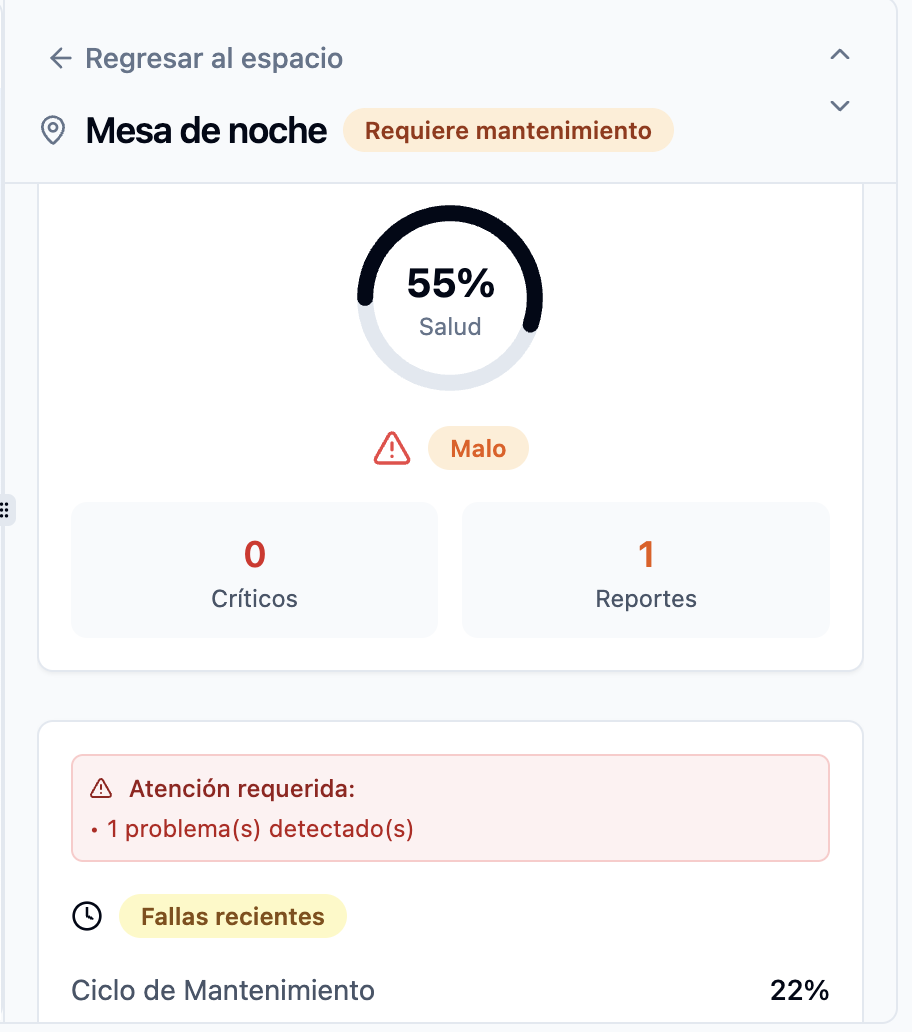 Regresar al espacio
Mesa de noche
Requiere mantenimiento
55%
Salud
Malo
0
Críticos
1
Reportes
Atención requerida:
• 1 problema(s) detectado(s)
Fallas recientes
Ciclo de Mantenimiento 22%